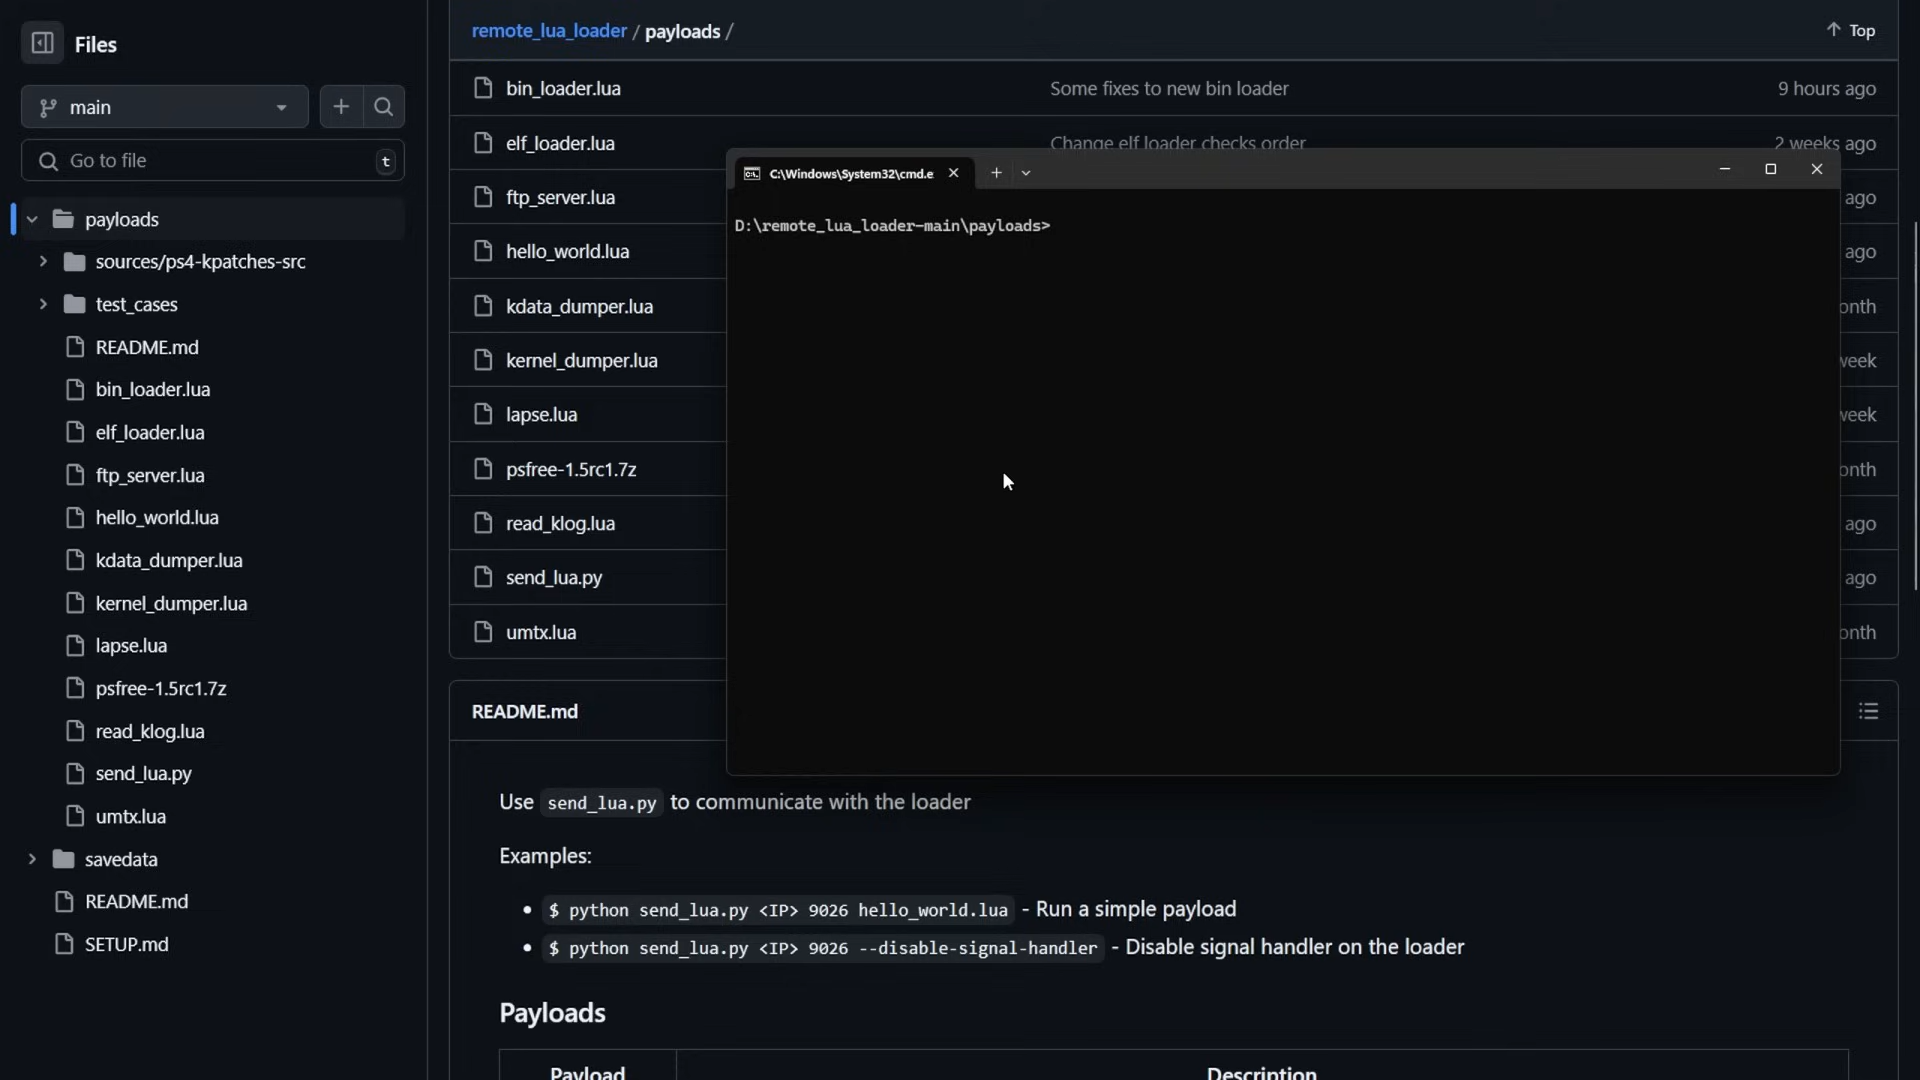 Files
main
Go to file
t
payloads
sources/ps4-kpatches-src
test_cases
README.md
bin_loader.lua
elf_loader.lua
ftp_server.lua
hello_world.lua
kdata_dumper.lua
kernel_dumper.lua
lapse.lua
psfree-1.5rc1.7z
read_klog.lua
send_lua.py
umtx.lua
savedata
README.md
SETUP.md
remote_lua_loader / payloads /
Top
bin_loader.lua Some fixes to new bin loader 9 hours ago
elf_loader.lua Change elf loader checks order 2 weeks ago
ftp_server.lua ago
hello_world.lua ago
kdata_dumper.lua onth
kernel_dumper.lua week
lapse.lua week
psfree-1.5rc1.7z onth
read_klog.lua ago
send_lua.py ago
umtx.lua onth
C:\Windows\System32\cmd.e
D:\remote_lua_loader-main\payloads>
README.md
Use send_lua.py to communicate with the loader
Examples:
$ python send_lua.py <IP> 9026 hello_world.lua - Run a simple payload
$ python send_lua.py <IP> 9026 --disable-signal-handler - Disable signal handler on the loader
Payloads
Payload Description